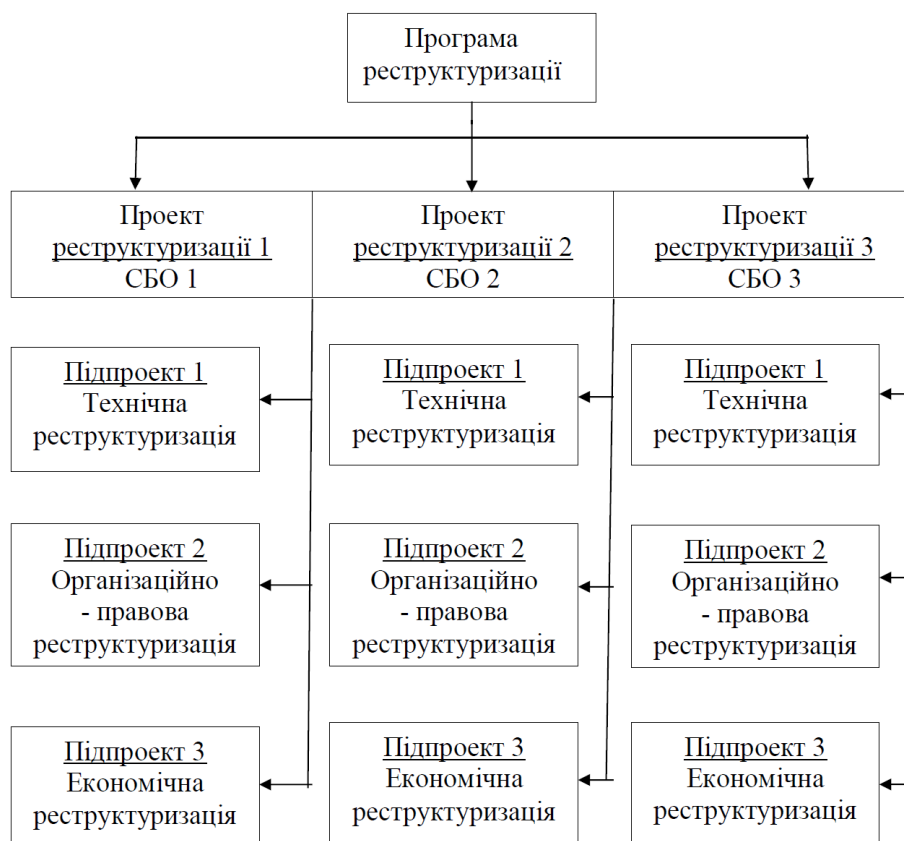 Програма
реструктуризації
Проект
реструктуризації 1
СБО 1
Проект
реструктуризації 2
СБО 2
Проект
реструктуризації 3
СБО 3
Підпроект 1
Технічна
реструктуризація
Підпроект 1
Технічна
реструктуризація
Підпроект 1
Технічна
реструктуризація
Підпроект 2
Організаційно
- правова
реструктуризація
Підпроект 2
Організаційно
- правова
реструктуризація
Підпроект 2
Організаційно
- правова
реструктуризація
Підпроект 3
Економічна
реструктуризація
Підпроект 3
Економічна
реструктуризація
Підпроект 3
Економічна
реструктуризація